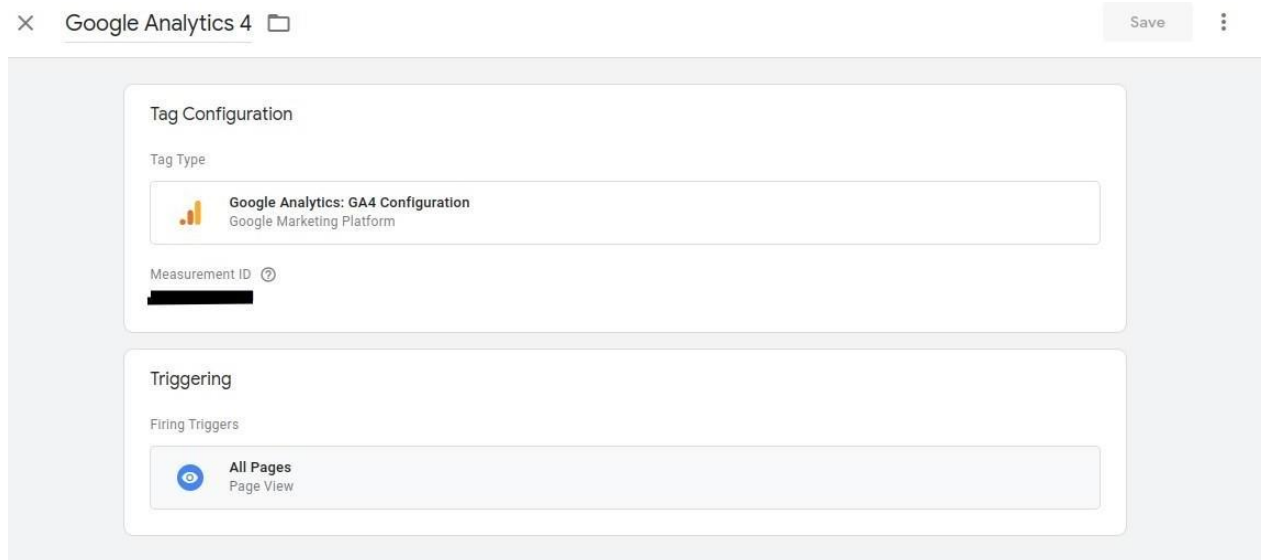 Google Analytics 4
Save
Tag Configuration
Tag Type
Google Analytics: GA4 Configuration
Google Marketing Platform
Measurement ID
Triggering
Firing Triggers
All Pages
Page View